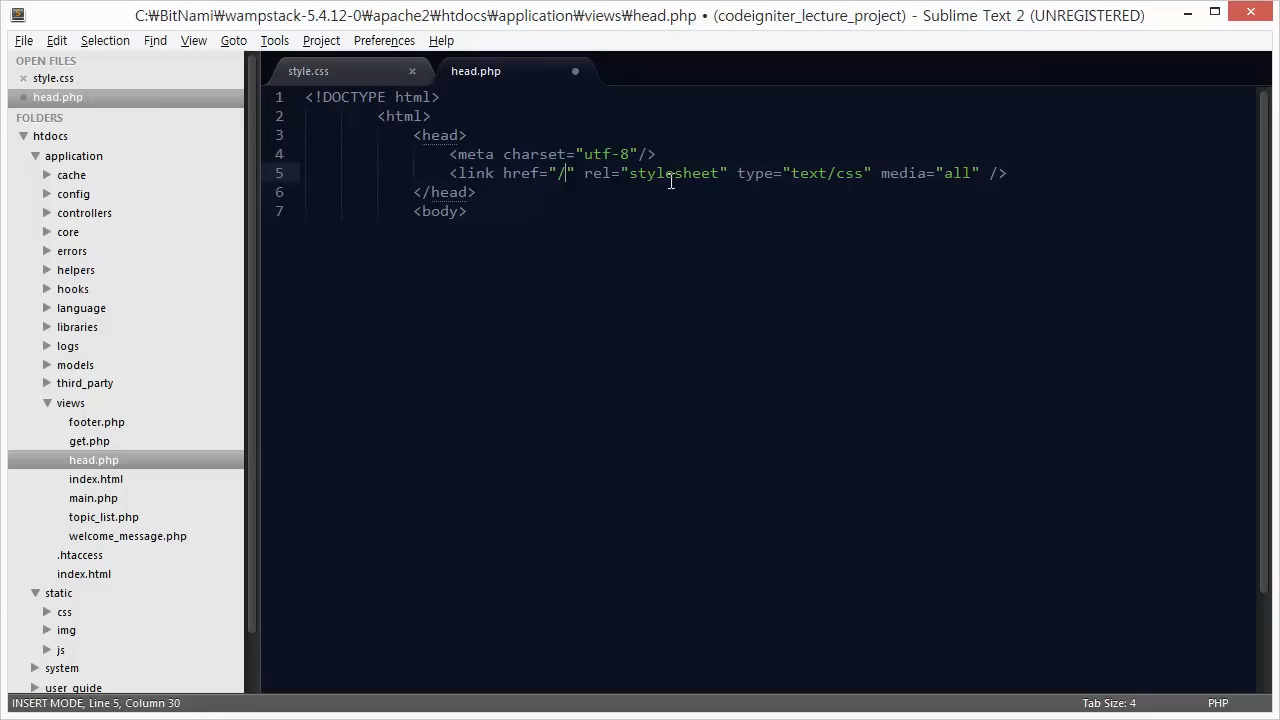 C:₩BitNami₩wampstack-5.4.12-0₩apache2₩htdocs₩application₩views₩head.php • (codeigniter_lecture_project) - Sublime Text 2 (UNREGISTERED)
File Edit Selection Find View Goto Tools Project Preferences Help
OPEN FILES
style.css
head.php
FOLDERS
htdocs
application
cache
config
controllers
core
errors
helpers
hooks
language
libraries
logs
models
third_party
views
footer.php
get.php
head.php
index.html
main.php
topic_list.php
welcome_message.php
.htaccess
index.html
static
css
img
js
system
user_guide
style.css
head.php
1 <!DOCTYPE html>
2 <html>
3 <head>
4 <meta charset="utf-8"/>
5 <link href="/" rel="stylesheet" type="text/css" media="all" />
6 </head>
7 <body>
INSERT MODE, Line 5, Column 30
Tab Size: 4
PHP